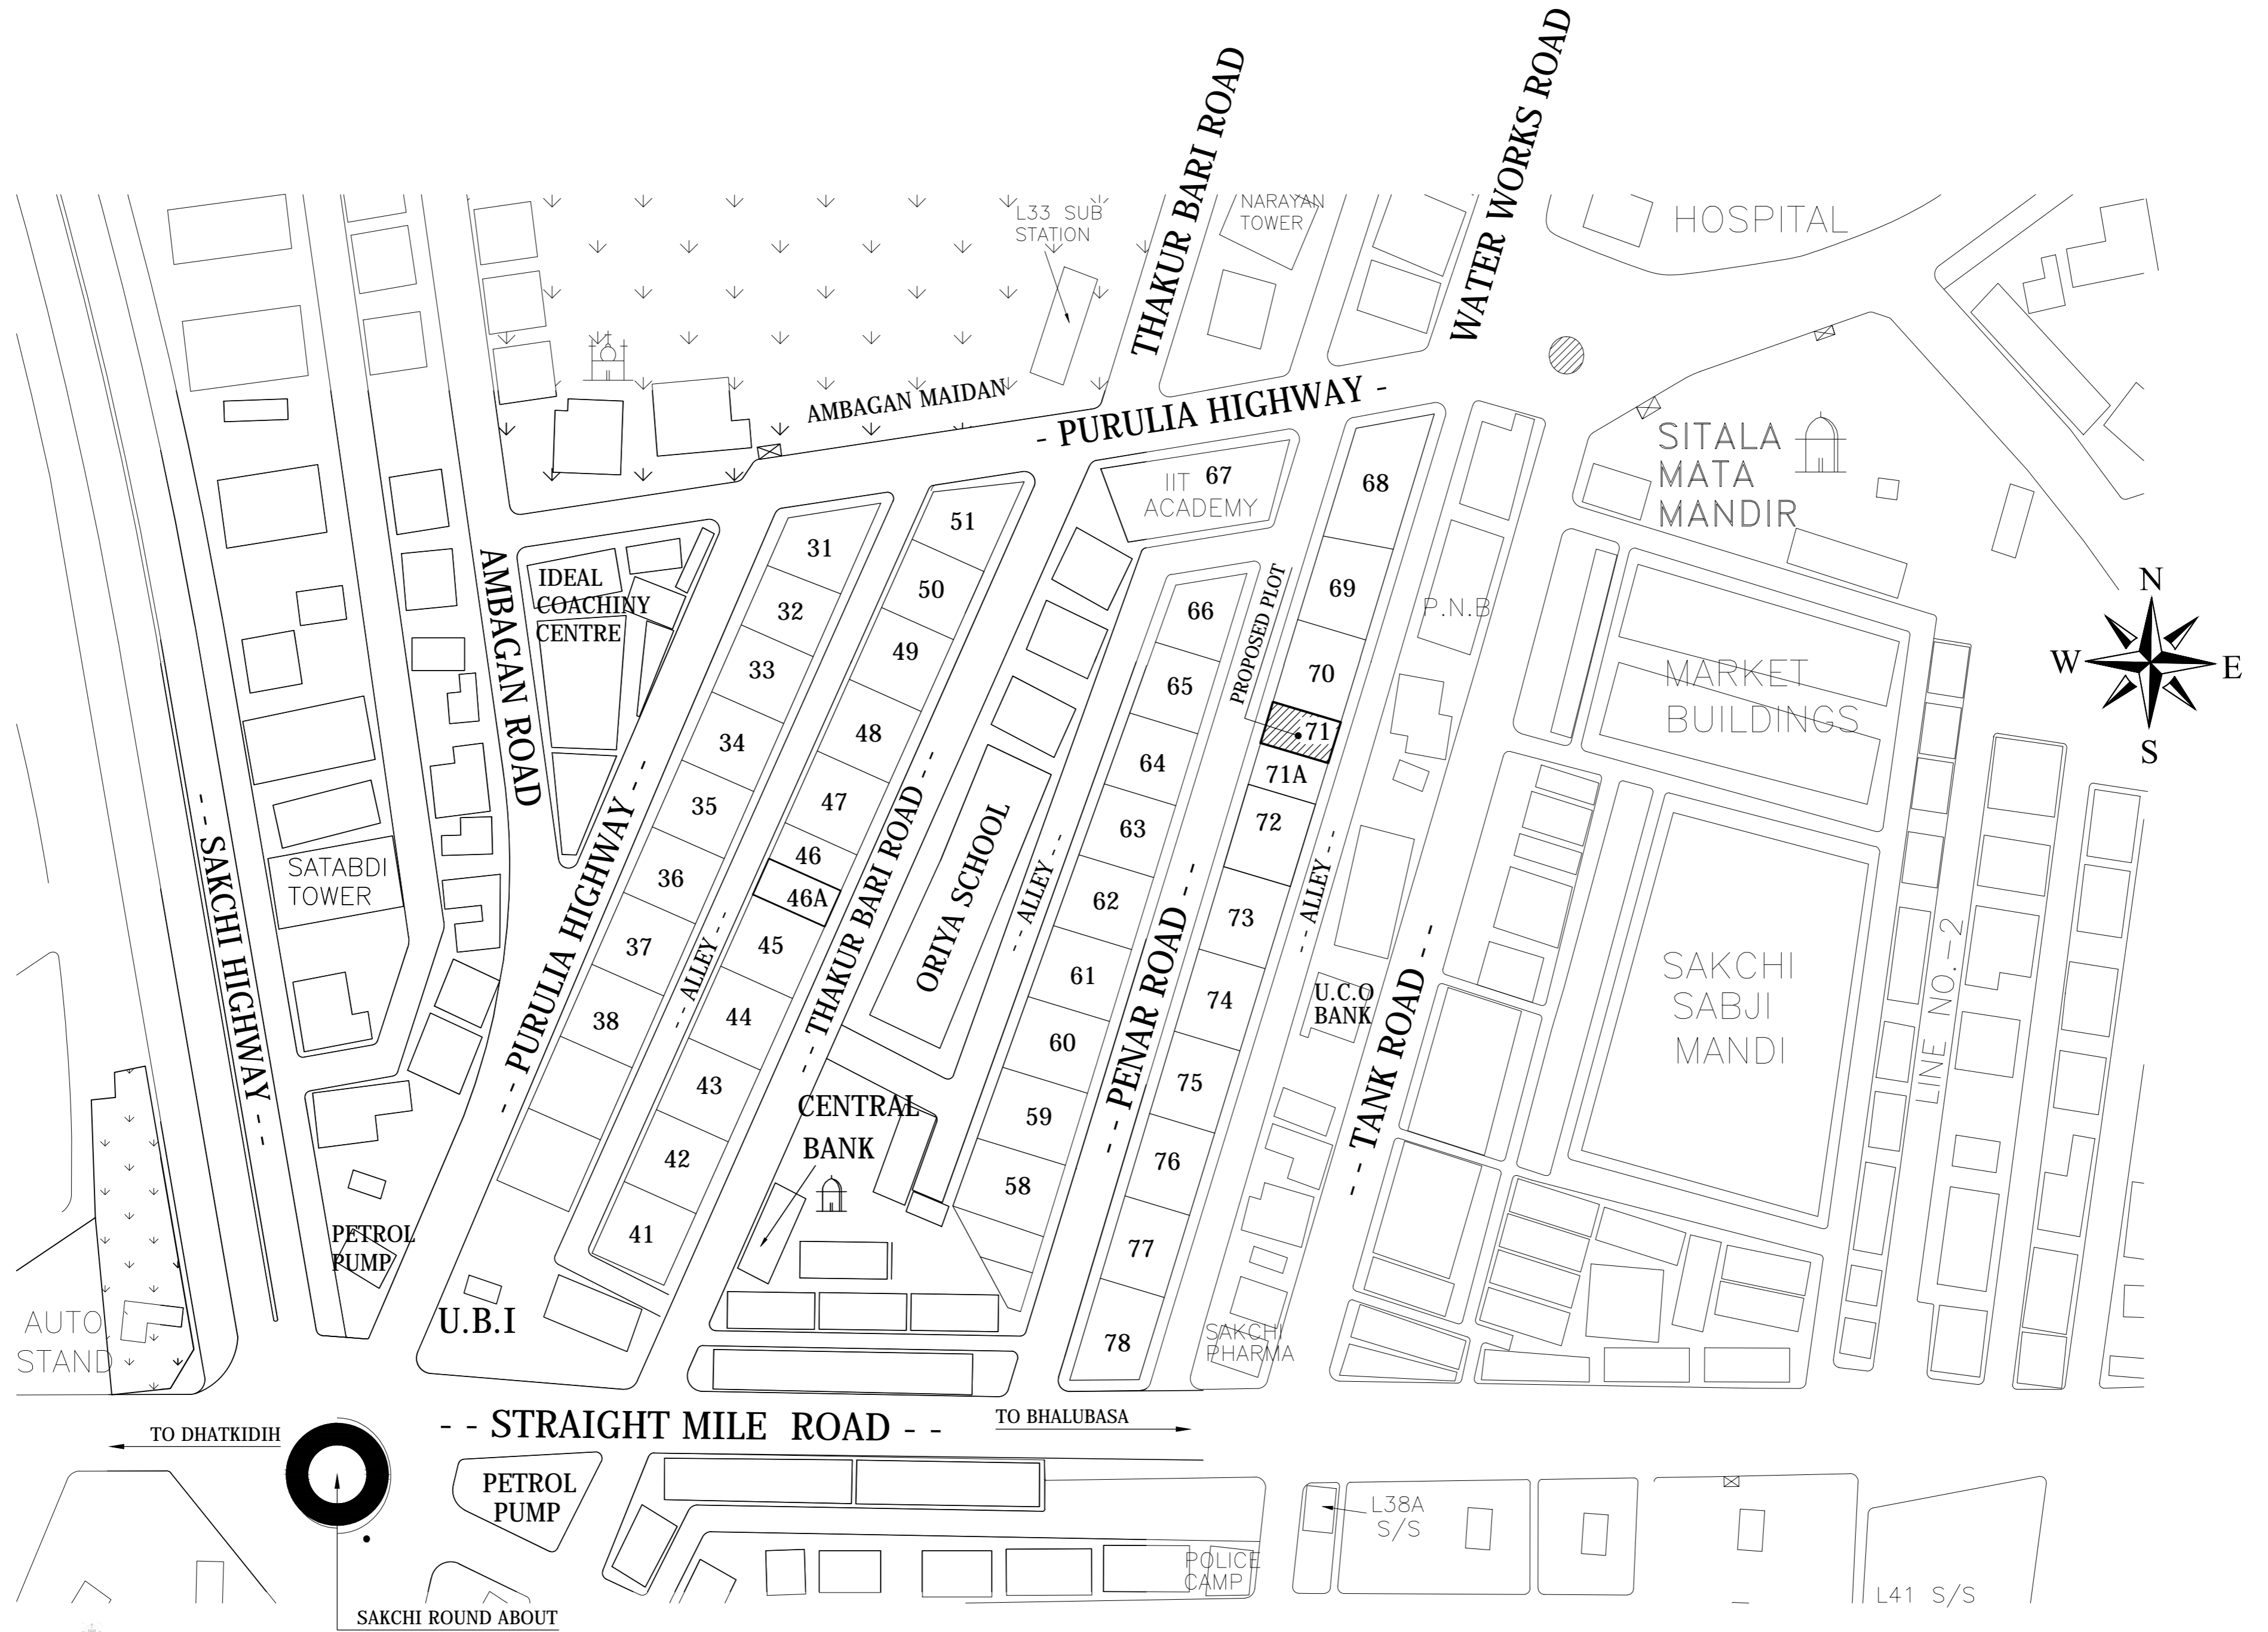 THAKUR BARI ROAD
WATER WORKS ROAD
L33 SUB
STATION
NARAYAN
TOWER
HOSPITAL
AMBAGAN MAIDAN
- PURULIA HIGHWAY -
SITALA
MATA
MANDIR
IIT
ACADEMY
67
68
69
70
71
71A
72
73
74
75
76
77
78
PROPOSED PLOT
66
65
64
63
62
61
60
59
58
51
50
49
48
47
46
46A
45
44
43
42
41
31
32
33
34
35
36
37
38
IDEAL
COACHINY
CENTRE
AMBAGAN ROAD
P.N.B
MARKET
BUILDINGS
N
W
E
S
SATABDI
TOWER
- - SAKCHI HIGHWAY - -
- - PURULIA HIGHWAY - -
- - ALLEY - -
- - THAKUR BARI ROAD - -
ORIYA SCHOOL
- - ALLEY - -
- - PENAR ROAD - -
- - ALLEY - -
U.C.O
BANK
- - TANK ROAD - -
SAKCHI
SABJI
MANDI
LINE NO.-2
CENTRAL
BANK
PETROL
PUMP
U.B.I
AUTO
STAND
SAKCHI
PHARMA
- - STRAIGHT MILE ROAD - -
TO BHALUBASA
TO DHATKIDIH
PETROL
PUMP
L38A
S/S
POLICE
CAMP
L41 S/S
SAKCHI ROUND ABOUT